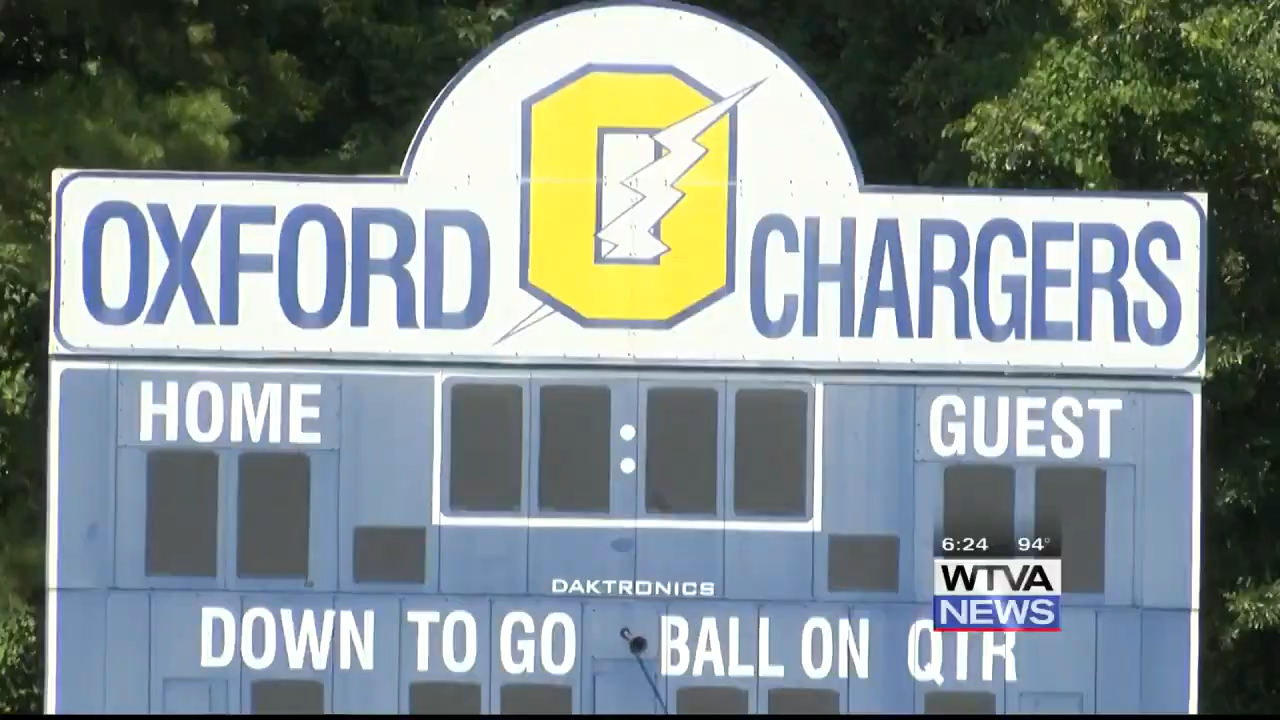 OXFORD O CHARGERS
HOME : GUEST
6:24 94°
WTVA
NEWS
DAKTRONICS
DOWN TO GO BALL ON QTR